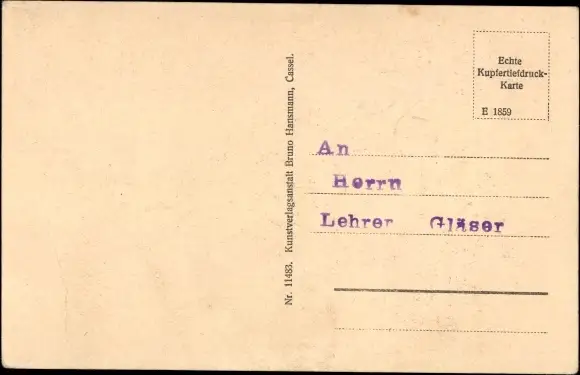 Nr. 11483. Kunstverlagsanstalt Bruno Hansmann, Cassel.
Echte
Kupfertiefdruck-
Karte
E 1859
An
Herrn
Lehrer Gläser